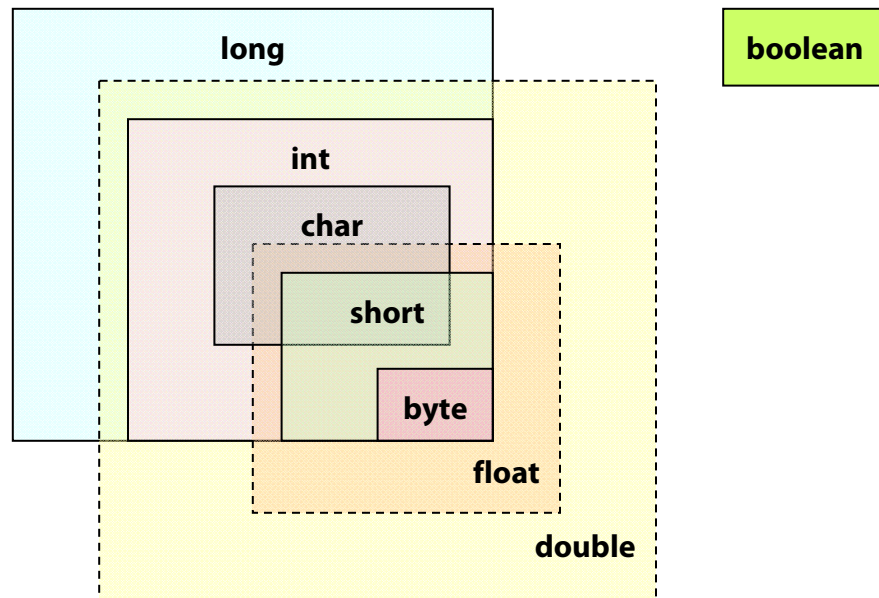 long
boolean
int
char
short
byte
float
double